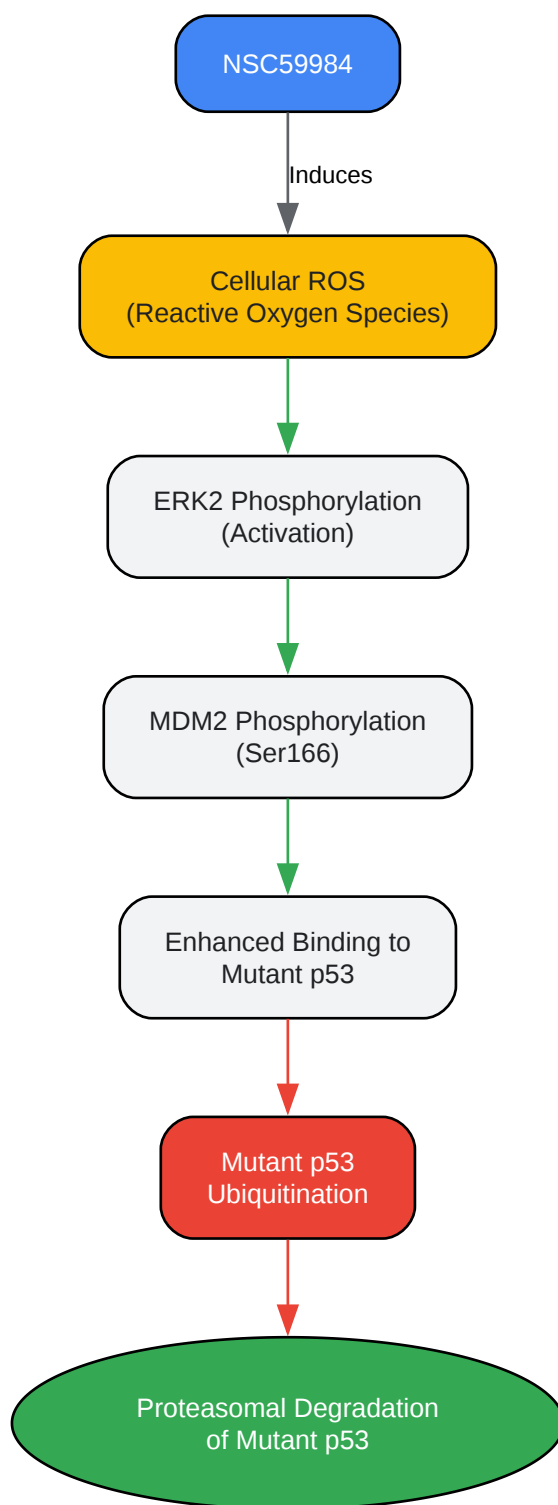 NSC59984
Induces
Cellular ROS
(Reactive Oxygen Species)
ERK2 Phosphorylation
(Activation)
MDM2 Phosphorylation
(Ser166)
Enhanced Binding to
Mutant p53
Mutant p53
Ubiquitination
Proteasomal Degradation
of Mutant p53